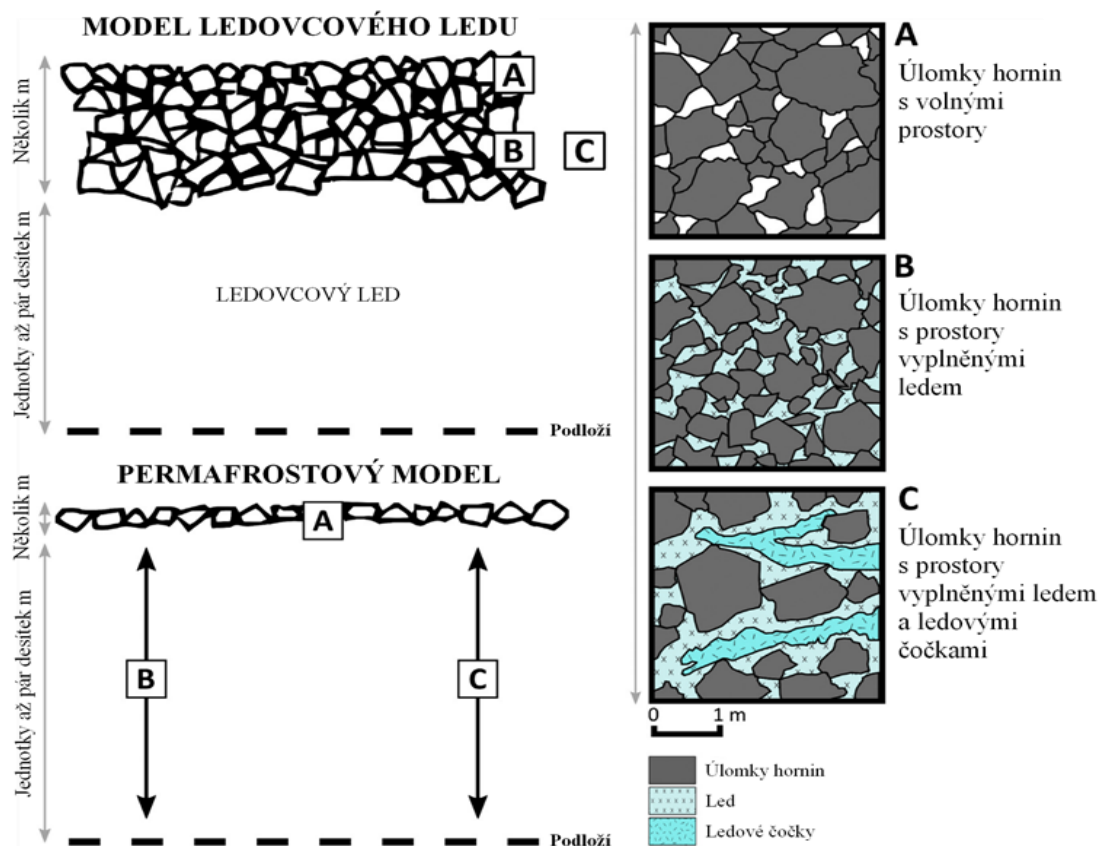 MODEL LEDOVCOVÉHO LEDU
Několik m
A
B
C
Jednotky až pár desítek m
LEDOVCOVÝ LED
Podloží
PERMAFROSTOVÝ MODEL
Několik m
A
Jednotky až pár desítek m
B
C
Podloží
A
Úlomky hornin
s volnými
prostory
B
Úlomky hornin
s prostory
vyplněnými
ledem
C
Úlomky hornin
s prostory
vyplněnými ledem
a ledovými
čočkami
0 1 m
Úlomky hornin
Led
Ledové čočky